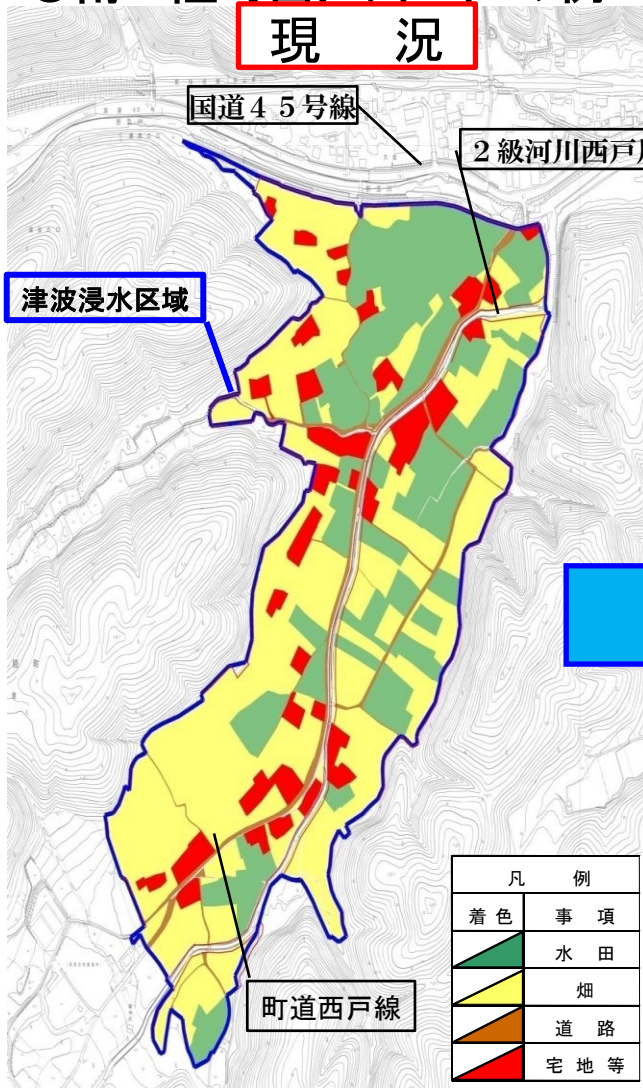 現　況
国道４５号線
２級河川西戸
津波浸水区域
町道西戸線
凡　例
着 色　事　項
水　田
畑
道　路
宅 地 等